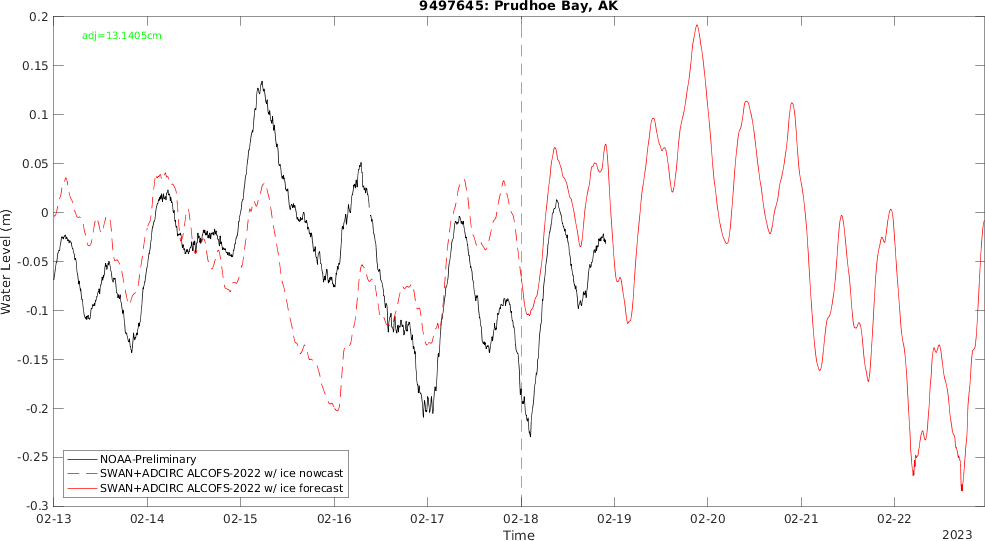 9497645: Prudhoe Bay, AK
adj=13.1405cm
0.2
0.15
0.1
0.05
0
-0.05
-0.1
-0.15
-0.2
-0.25
-0.3
Water Level (m)
NOAA-Preliminary
SWAN+ADCIRC ALCOFS-2022 w/ ice nowcast
SWAN+ADCIRC ALCOFS-2022 w/ ice forecast
02-13 02-14 02-15 02-16 02-17 02-18 02-19 02-20 02-21 02-22
Time
2023